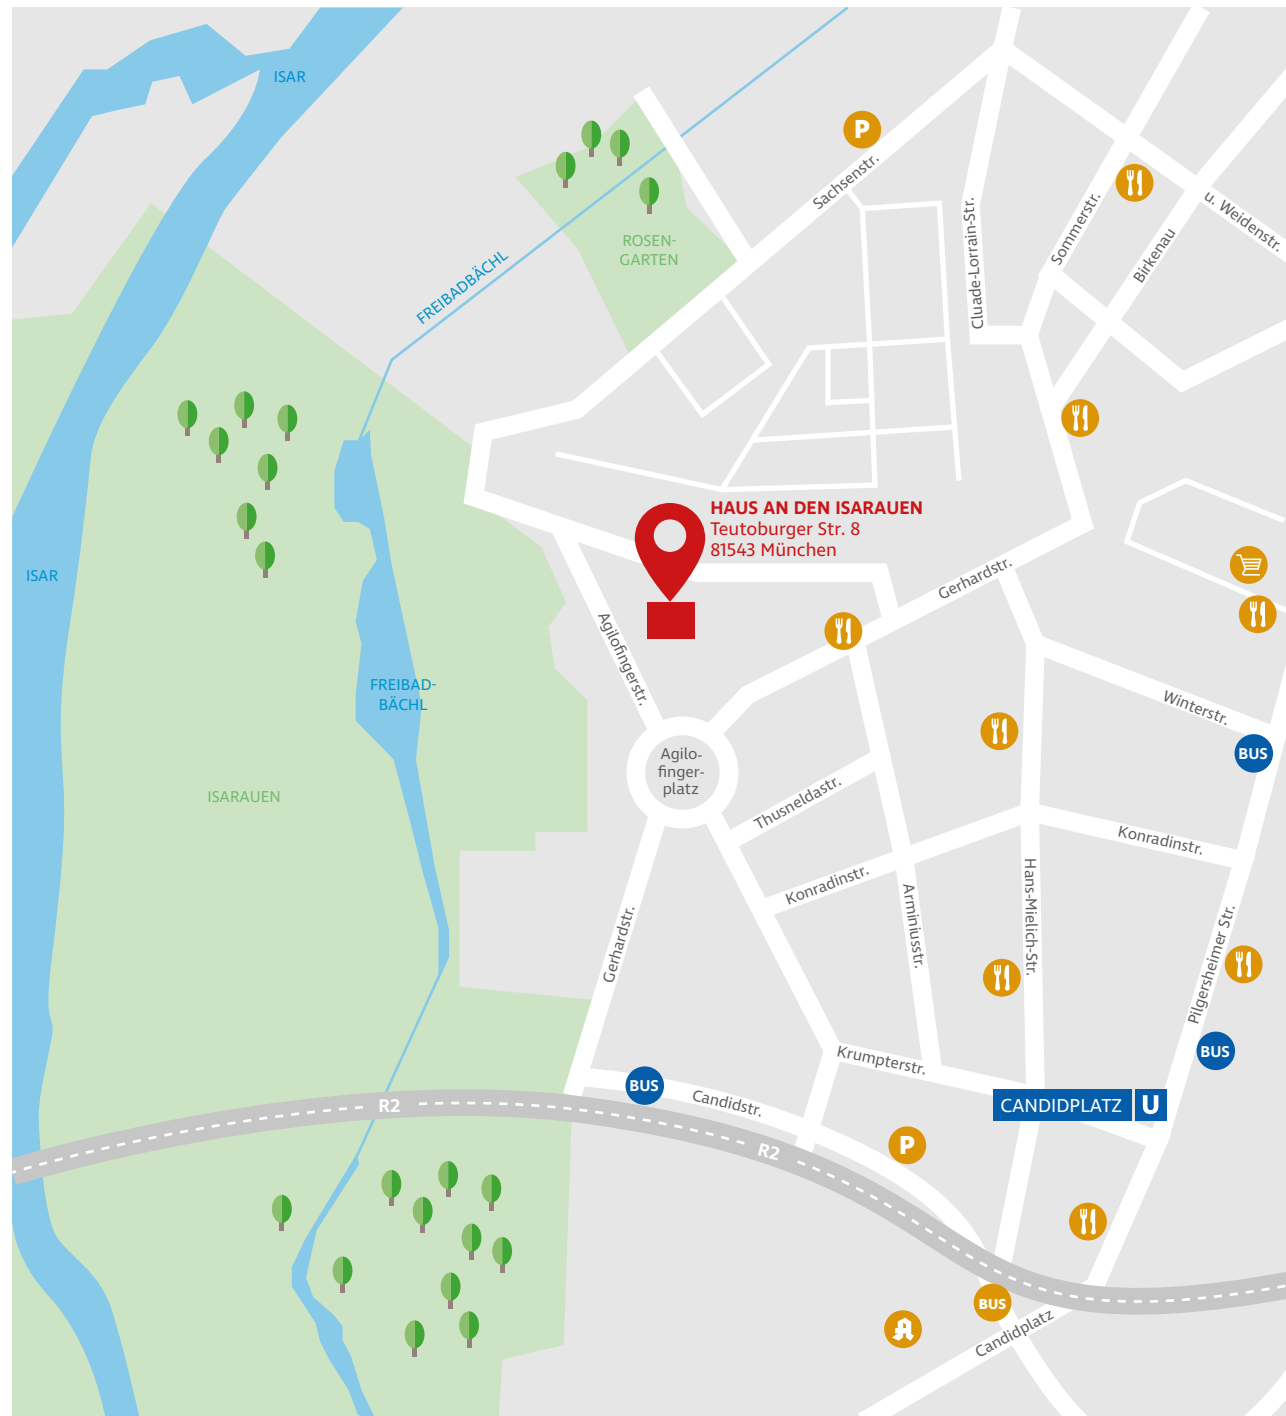 ISAR
P
Sachsenstr.
u. Weidenstr.
Sommerstr.
Cluade-Lorrain-Str.
Birkenau
ROSEN-
GARTEN
FREIBADBÄCHL
HAUS AN DEN ISARAUEN
Teutoburger Str. 8
81543 München
ISAR
Gerhardstr.
Agilofingerstr.
FREIBAD-
BÄCHL
Winterstr.
BUS
Agilo-
finger-
platz
ISARAUEN
Thusneldastr.
Konradinstr.
Konradinstr.
Hans-Mielich-Str.
Arminiusstr.
Gerhardstr.
Pilgersheimer Str.
BUS
Krumpterstr.
BUS
Candidstr.
CANDIDPLATZ U
R2
P
R2
BUS
A
Candidplatz